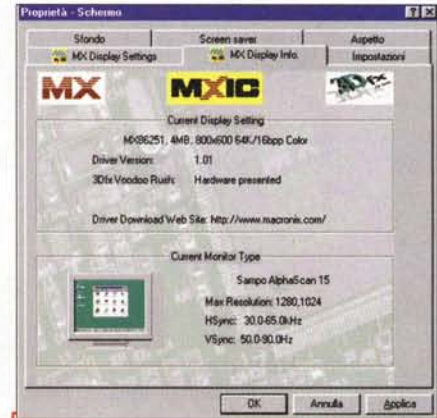 Proprietà - Schermo
Sfondo
Screen saver
Aspetto
MX Display Settings
MX Display Info.
Impostazioni
MX
MXIC
3Dfx
Current Display Setting
MX86251, 4MB, 800x600 64K/16bpp Color
Driver Version: 1.01
3Dfx Voodoo Rush: Hardware presented
Driver Download Web Site: http://www.macronix.com/
Current Monitor Type
Sampo AlphaScan 15
Max Resolution: 1280,1024
HSync: 30.0-65.0kHz
VSync: 50.0-90.0Hz
OK
Annulla
Applica